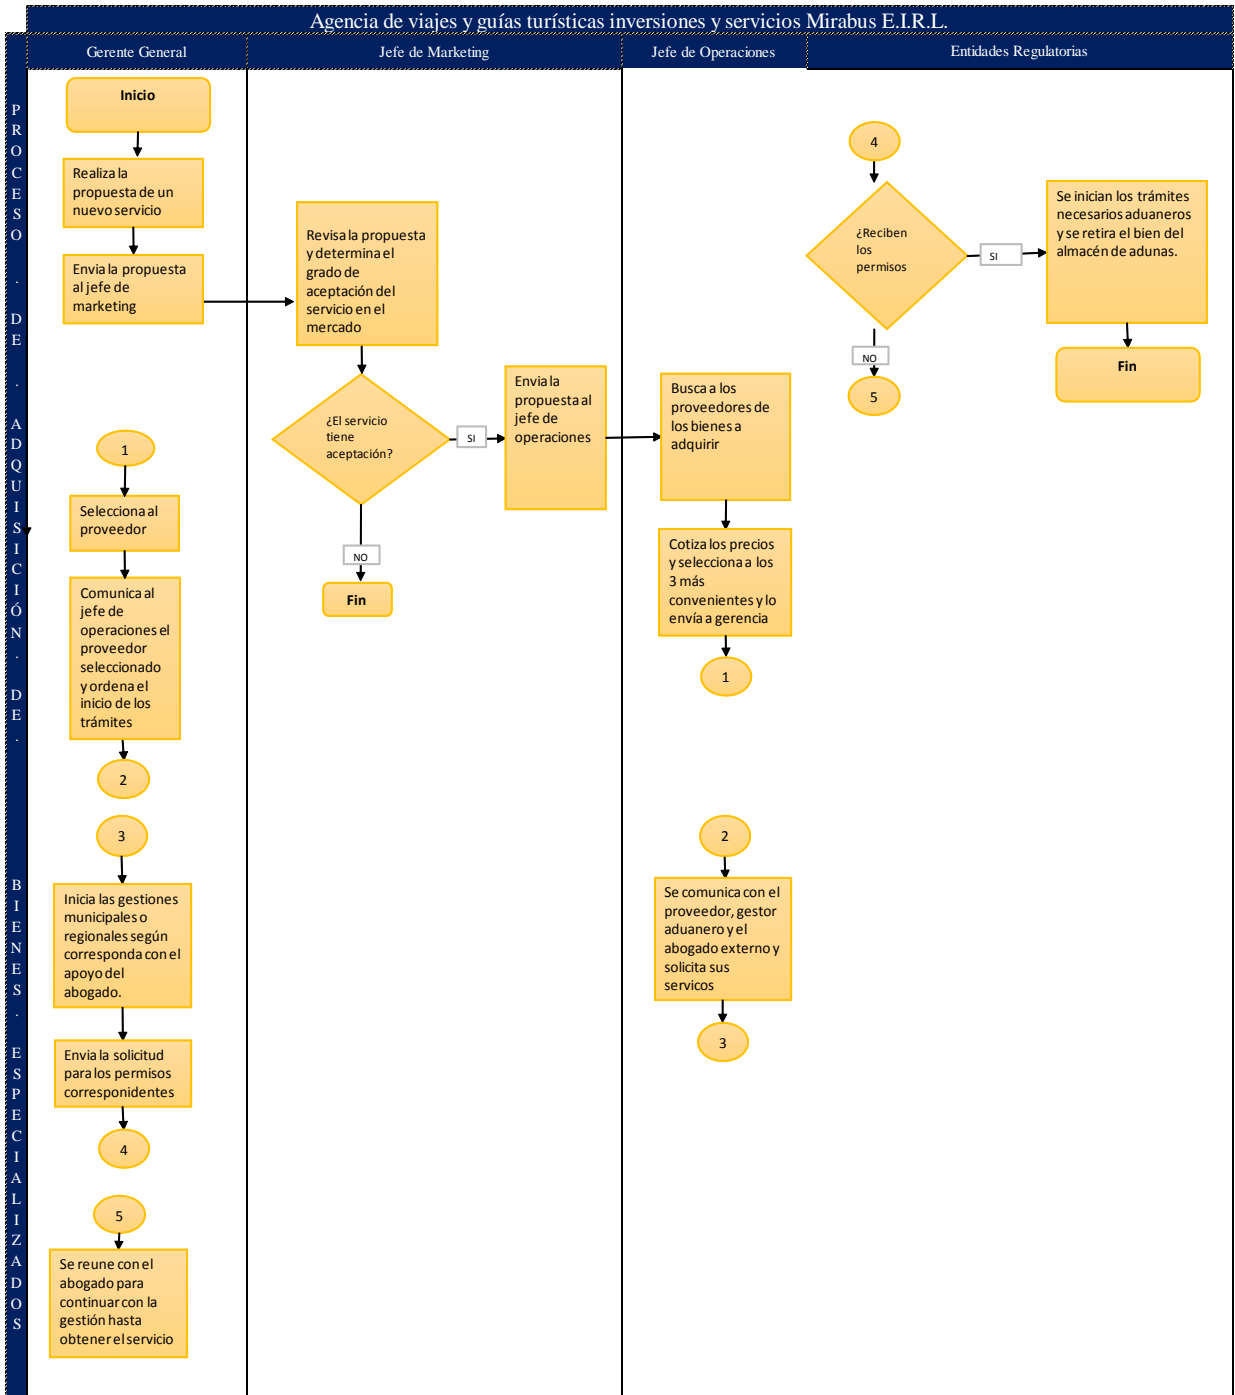 Agencia de viajes y guías turísticas inversiones y servicios Mirabus E.I.R.L.
Gerente General
Jefe de Marketing
Jefe de Operaciones
Entidades Regulatorias
PROCESO . DE . ADQUISICIÓN . DE . BIENES . ESPECIALIZADOS
Inicio
Realiza la
propuesta de un
nuevo servicio
Envia la propuesta
al jefe de
marketing
1
Selecciona al
proveedor
Comunica al
jefe de
operaciones el
proveedor
seleccionado
y ordena el
inicio de los
trámites
2
3
Inicia las gestiones
municipales o
regionales según
corresponda con el
apoyo del
abogado.
Envia la solicitud
para los permisos
correspondientes
4
5
Se reune con el
abogado para
continuar con la
gestión hasta
obtener el servicio
Revisa la propuesta
y determina el
grado de
aceptación del
servicio en el
mercado
¿El servicio
tiene
aceptación?
SI
NO
Fin
Envia la
propuesta al
jefe de
operaciones
Busca a los
proveedores de
los bienes a
adquirir
Cotiza los precios
y selecciona a los
3 más
convenientes y lo
envía a gerencia
1
2
Se comunica con el
proveedor, gestor
aduanero y el
abogado externo y
solicita sus
servicos
3
4
¿Reciben
los
permisos
SI
NO
5
Se inician los trámites
necesarios aduaneros
y se retira el bien del
almacén de adunas.
Fin